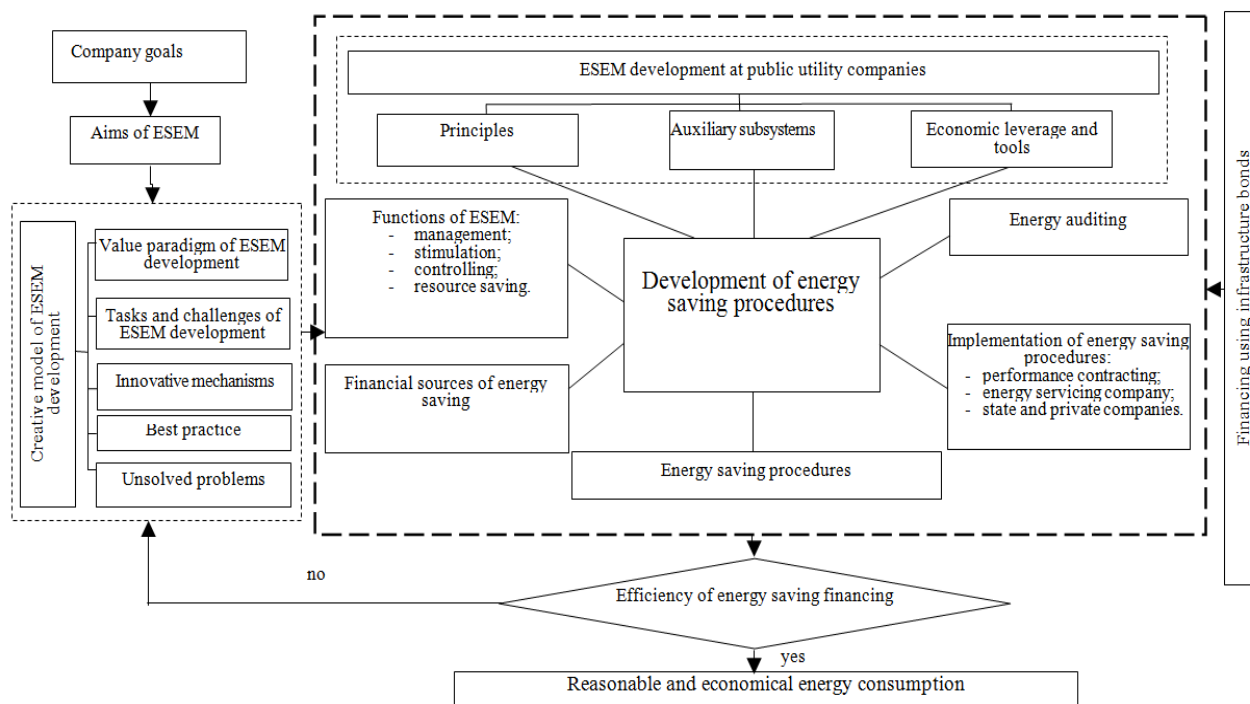 Company goals
Aims of ESEM
Creative model of ESEM
development
Value paradigm of ESEM
development
Tasks and challenges of
ESEM development
Innovative mechanisms
Best practice
Unsolved problems
ESEM development at public utility companies
Principles
Auxiliary subsystems
Economic leverage and
tools
Functions of ESEM:
- management;
- stimulation;
- controlling;
- resource saving.
Financial sources of energy
saving
Development of energy
saving procedures
Energy auditing
Implementation of energy saving
procedures:
- performance contracting;
- energy servicing company;
- state and private companies.
Energy saving procedures
Financing using infrastructure bonds
Efficiency of energy saving financing
no
yes
Reasonable and economical energy consumption